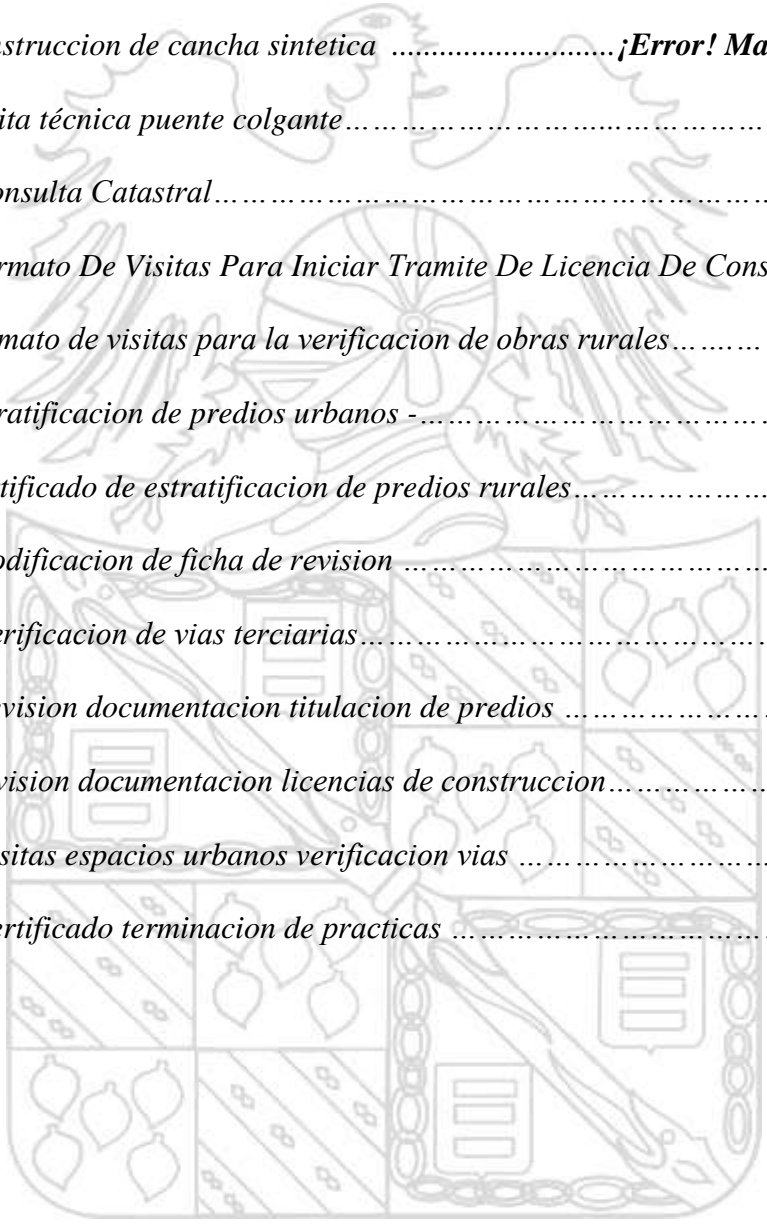 nstruccion de cancha sintetica .............................¡Error! Ma
ita técnica puente colgante……………………...……………
onsulta Catastral…………………………………………………
rmato De Visitas Para Iniciar Tramite De Licencia De Cons
mato de visitas para la verificacion de obras rurales…….…
ratificacion de predios urbanos -………………………………
tificado de estratificacion de predios rurales………………
odificacion de ficha de revision ………………………………
erificacion de vias terciarias……………………………………
vision documentacion titulacion de predios …………………
vision documentacion licencias de construccion……………
sitas espacios urbanos verificacion vias ……………………
ertificado terminacion de practicas ……………………………